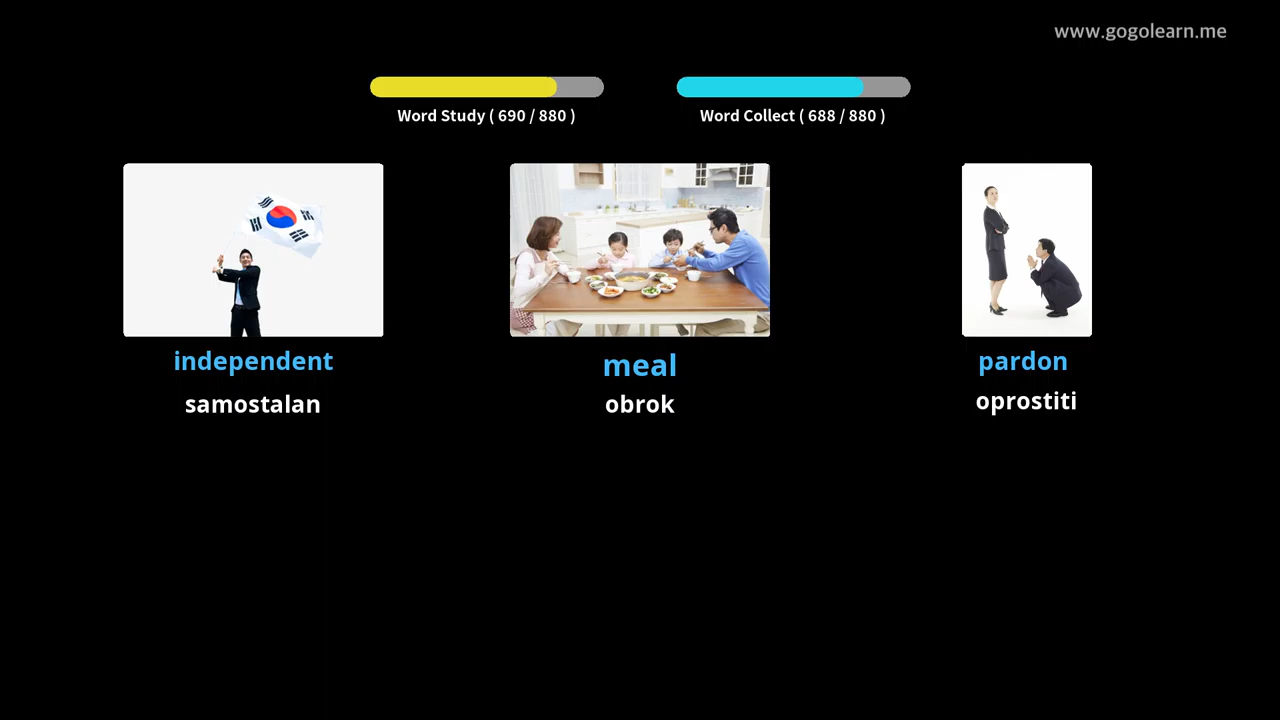 www.gogolearn.me
Word Study ( 690 / 880 )
Word Collect ( 688 / 880 )
independent
samostalan
meal
obrok
pardon
oprostiti